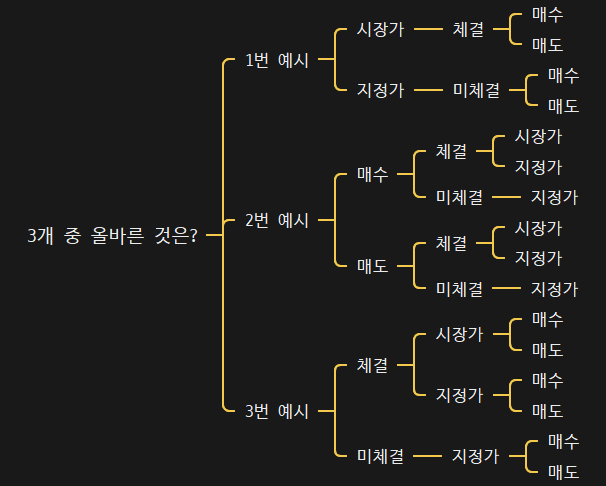 3개 중 올바른 것은?
1번 예시
시장가
체결
매수
매도
지정가
미체결
매수
매도
2번 예시
매수
체결
시장가
지정가
미체결
지정가
매도
체결
시장가
지정가
미체결
지정가
3번 예시
체결
시장가
매수
매도
지정가
매수
매도
미체결
지정가
매수
매도